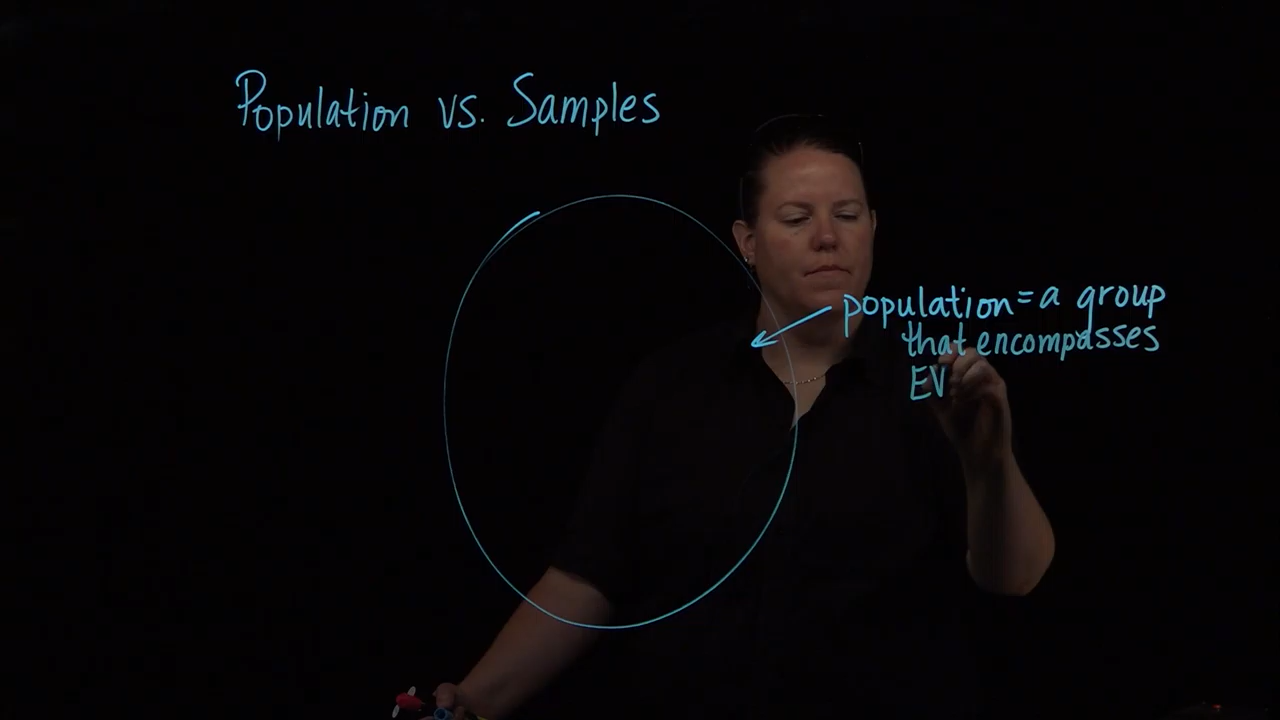 Population vs. Samples
population = a group
that encompasses
EV